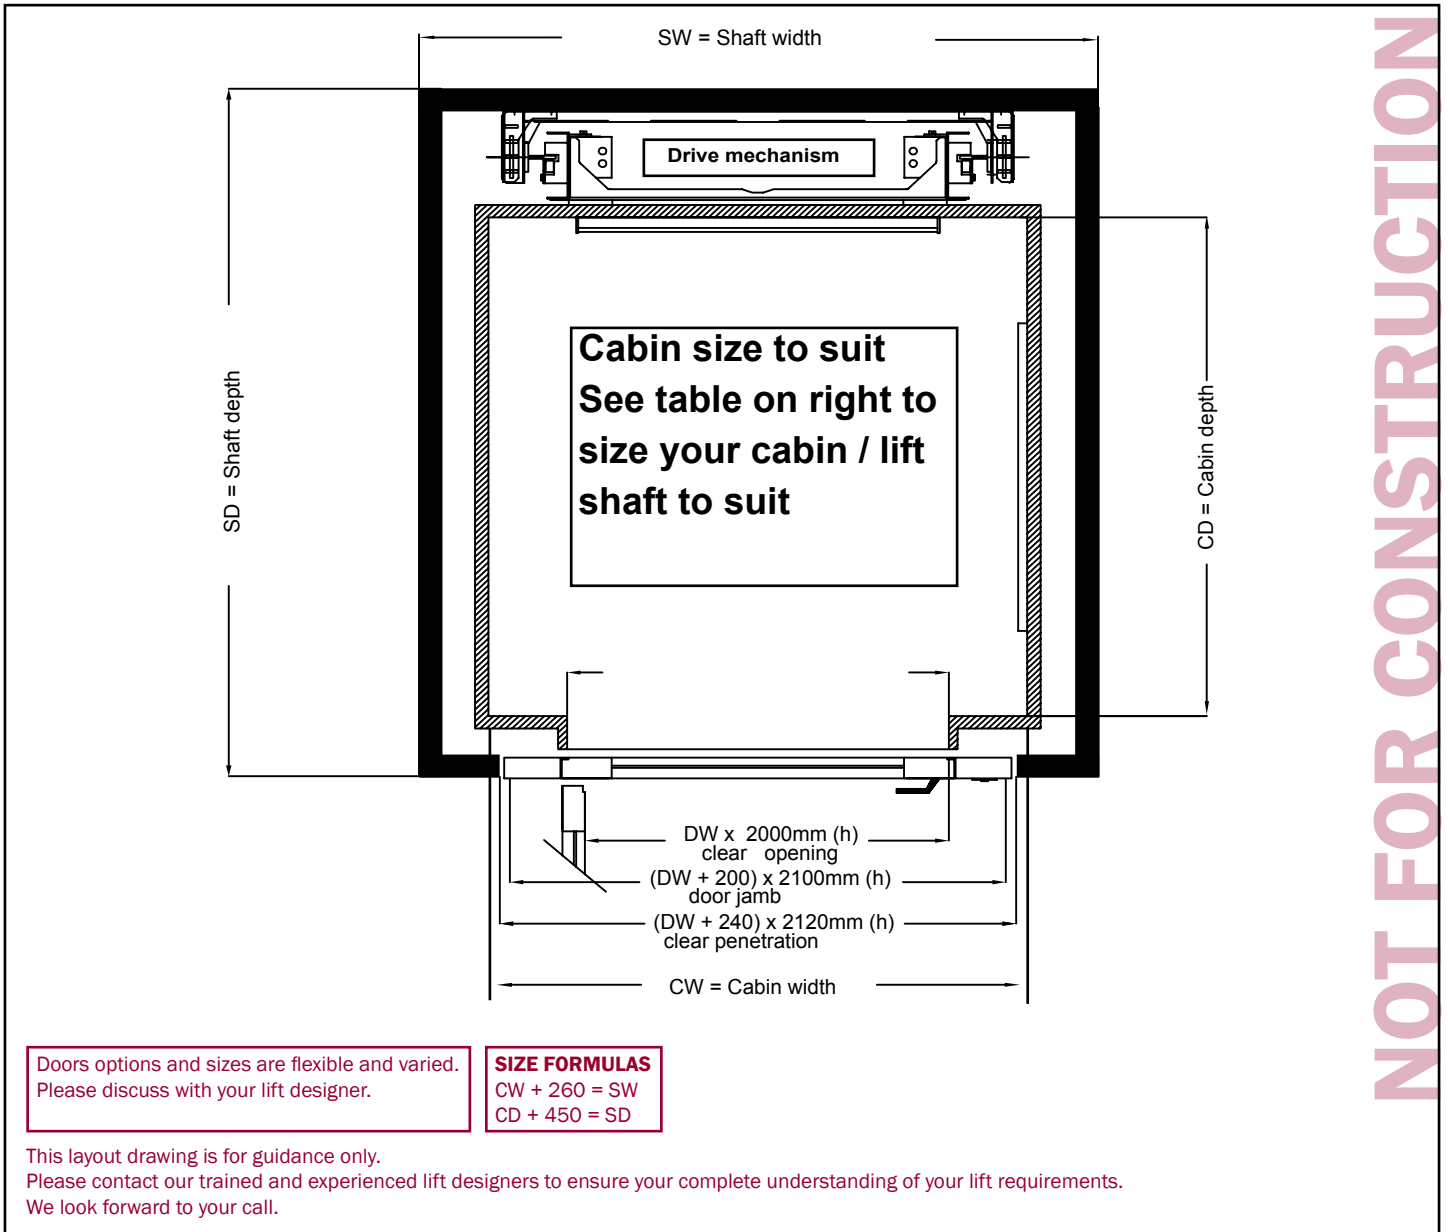 SW = Shaft width
Drive mechanism
Cabin size to suit
See table on right to
size your cabin / lift
shaft to suit
SD = Shaft depth
CD = Cabin depth
DW x 2000mm (h)
clear opening
(DW + 200) x 2100mm (h)
door jamb
(DW + 240) x 2120mm (h)
clear penetration
CW = Cabin width
NOT FOR CONSTRUCTION
Doors options and sizes are flexible and varied.
Please discuss with your lift designer.
SIZE FORMULAS
CW + 260 = SW
CD + 450 = SD
This layout drawing is for guidance only.
Please contact our trained and experienced lift designers to ensure your complete understanding of your lift requirements.
We look forward to your call.